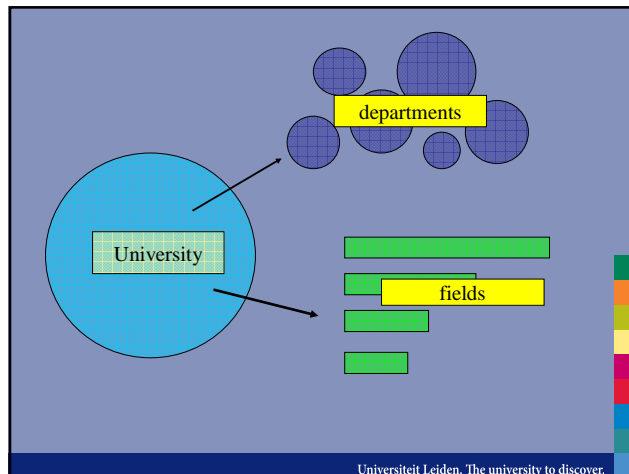 departments
University
fields
Universiteit Leiden. The university to discover.